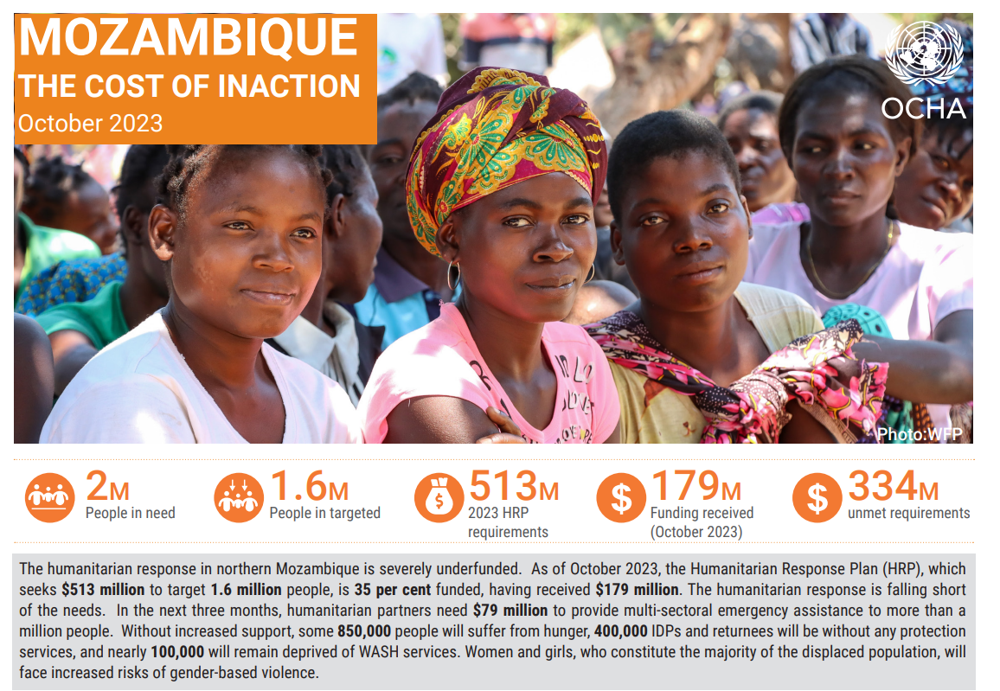 MOZAMBIQUE
THE COST OF INACTION
October 2023
OCHA
Photo:WFP
2M
People in need
1.6M
People in targeted
513M
2023 HRP
requirements
179M
Funding received
(October 2023)
334M
unmet requirements
The humanitarian response in northern Mozambique is severely underfunded. As of October 2023, the Humanitarian Response Plan (HRP), which
seeks $513 million to target 1.6 million people, is 35 per cent funded, having received $179 million. The humanitarian response is falling short
of the needs. In the next three months, humanitarian partners need $79 million to provide multi-sectoral emergency assistance to more than a
million people. Without increased support, some 850,000 people will suffer from hunger, 400,000 IDPs and returnees will be without any protection
services, and nearly 100,000 will remain deprived of WASH services. Women and girls, who constitute the majority of the displaced population, will
face increased risks of gender-based violence.